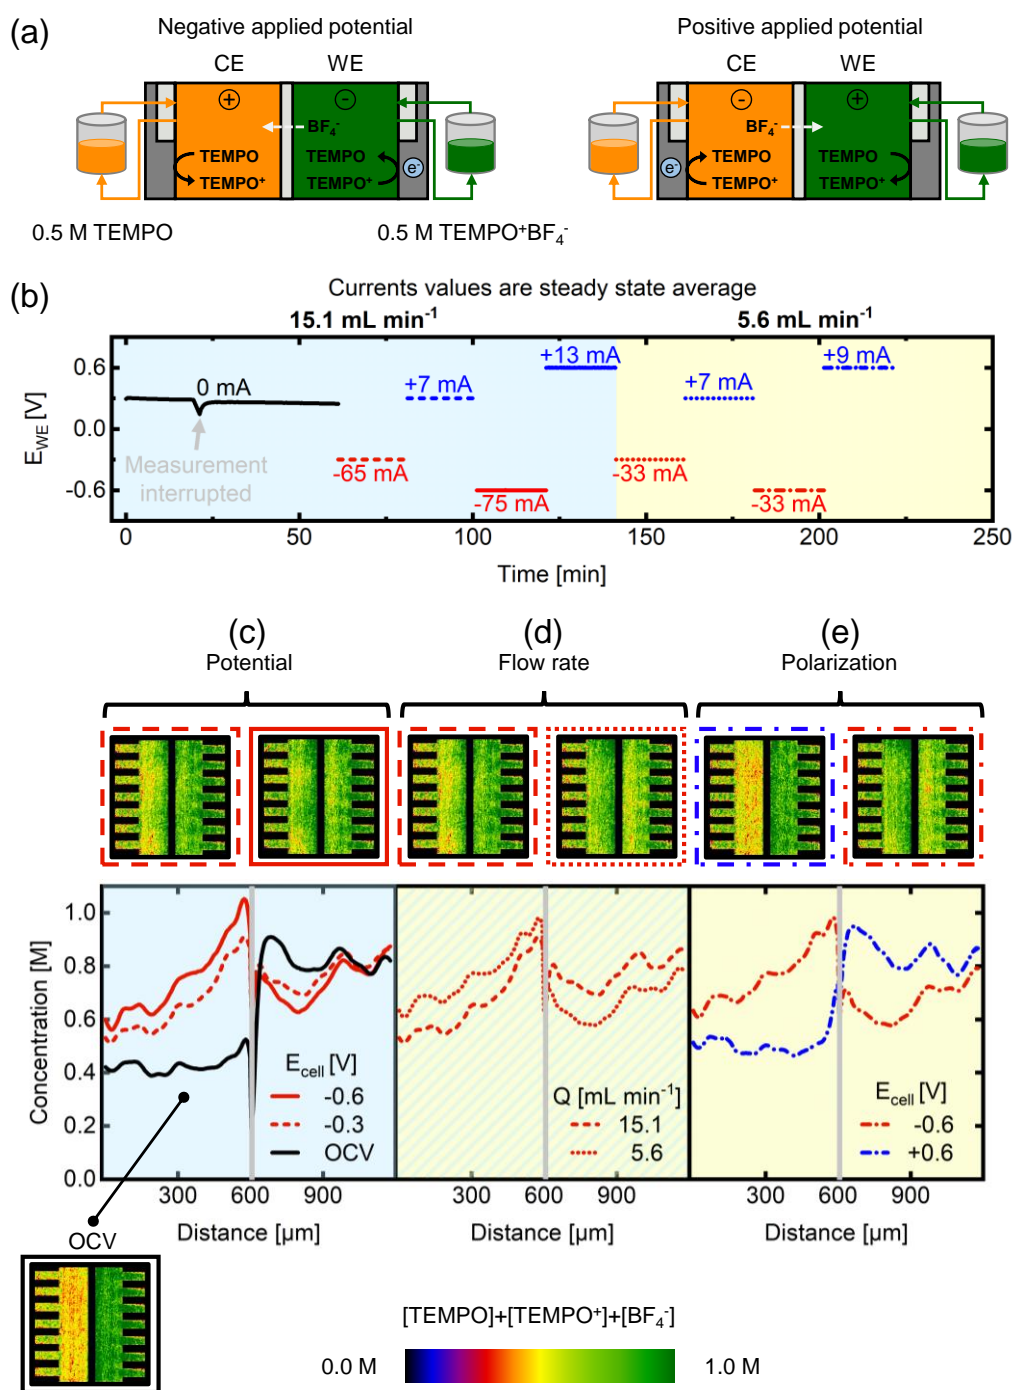 (a)
Negative applied potential
Positive applied potential
CE
WE
CE
WE
+
-
-
+
BF₄⁻
BF₄⁻
TEMPO
TEMPO
TEMPO
TEMPO
TEMPO⁺
TEMPO⁺
e⁻
e⁻
TEMPO⁺
TEMPO⁺
0.5 M TEMPO
0.5 M TEMPO⁺BF₄⁻
(b)
Currents values are steady state average
15.1 mL min⁻¹
5.6 mL min⁻¹
0.6
0.0
-0.6
E_WE [V]
0 mA
+13 mA
+9 mA
+7 mA
+7 mA
Measurement
interrupted
-65 mA
-33 mA
-75 mA
-33 mA
0
50
100
150
200
250
Time [min]
(c)
(d)
(e)
Potential
Flow rate
Polarization
Concentration [M]
1.0
0.8
0.6
0.4
0.2
0.0
E_cell [V]
-0.6
-0.3
OCV
Q [mL min⁻¹]
15.1
5.6
E_cell [V]
-0.6
+0.6
300
600
900
300
600
900
300
600
900
Distance [µm]
Distance [µm]
Distance [µm]
OCV
[TEMPO]+[TEMPO⁺]+[BF₄⁻]
0.0 M
1.0 M